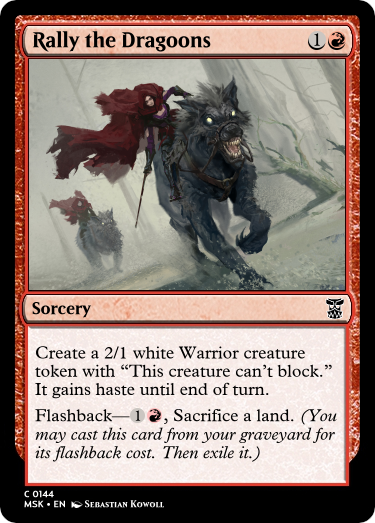 Rally the Dragoons 1
Sorcery
Create a 2/1 white Warrior creature
token with “This creature can’t block.”
It gains haste until end of turn.
Flashback—1, Sacrifice a land. (You
may cast this card from your graveyard for
its flashback cost. Then exile it.)
C 0144
MSK • EN Sebastian Kowoll